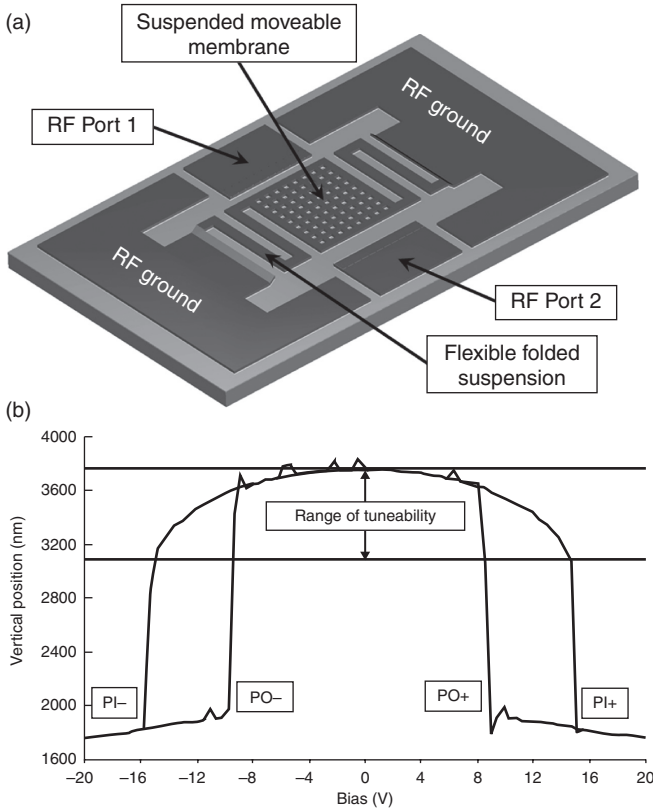 (a)
Suspended moveable
membrane
RF Port 1
RF ground
RF ground
RF Port 2
Flexible folded
suspension
(b)
4000
3600
3200
2800
2400
2000
1600
Vertical position (nm)
Range of tuneability
PI–
PO–
PO+
PI+
–20
–16
–12
–8
–4
0
4
8
12
16
20
Bias (V)